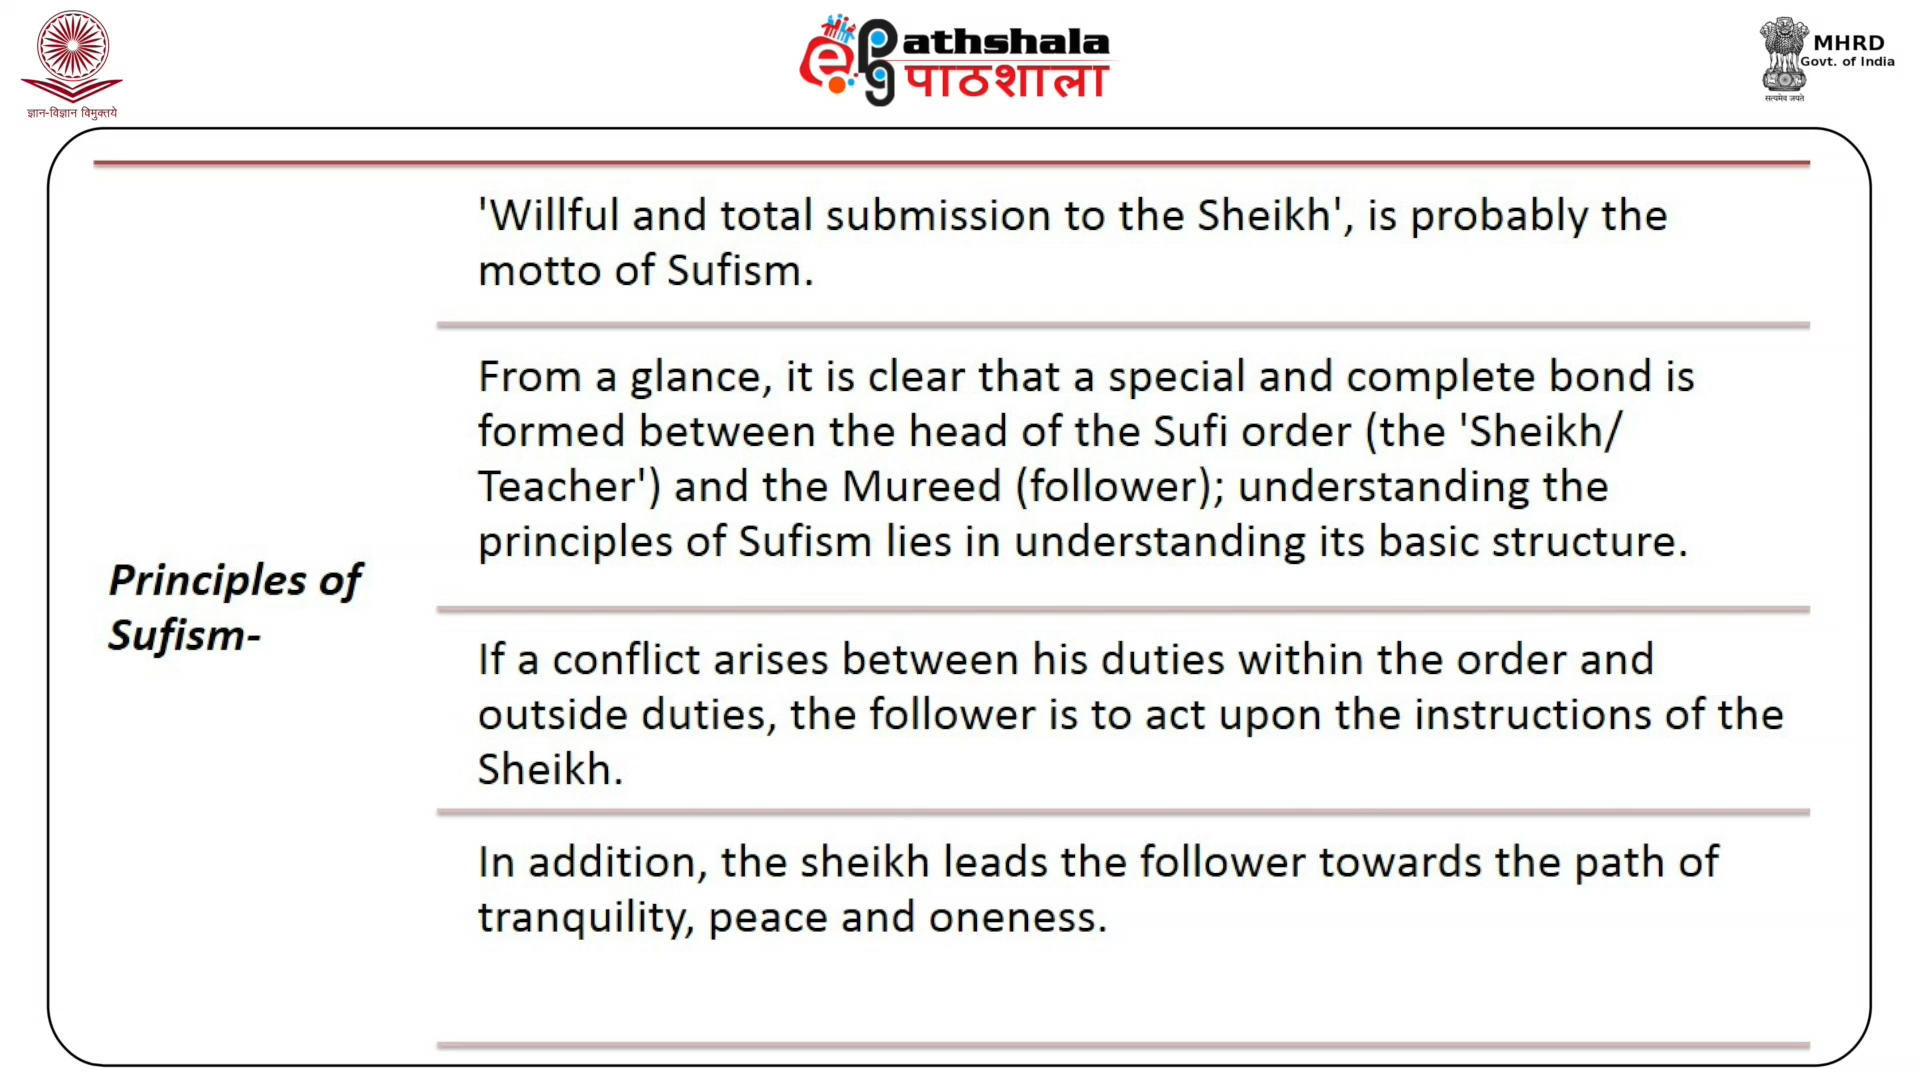 ज्ञान-विज्ञान विमुक्तये
ePG Pathshala
पाठशाला
MHRD
Govt. of India
सत्यमेव जयते
'Willful and total submission to the Sheikh', is probably the
motto of Sufism.
From a glance, it is clear that a special and complete bond is
formed between the head of the Sufi order (the 'Sheikh/
Teacher') and the Mureed (follower); understanding the
principles of Sufism lies in understanding its basic structure.
Principles of
Sufism-
If a conflict arises between his duties within the order and
outside duties, the follower is to act upon the instructions of the
Sheikh.
In addition, the sheikh leads the follower towards the path of
tranquility, peace and oneness.